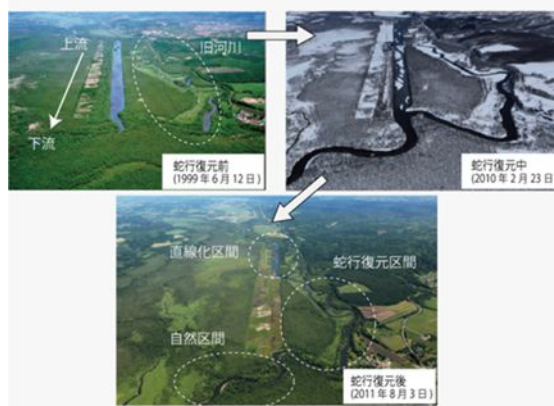 上流
下流
旧河川
蛇行復元前
(1999年6月12日)
蛇行復元中
(2010年2月23日
直線化区間
蛇行復元区間
自然区間
蛇行復元後
(2011年8月3日)